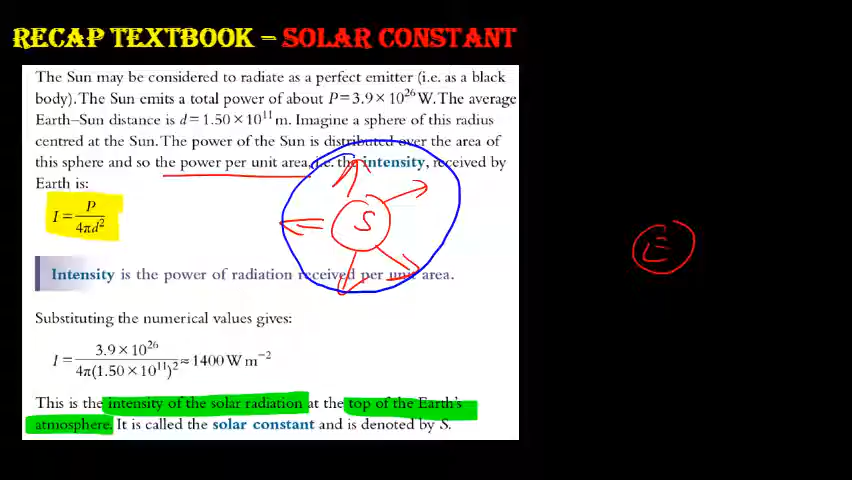 RECAP TEXTBOOK – SOLAR CONSTANT
The Sun may be considered to radiate as a perfect emitter (i.e. as a black
body). The Sun emits a total power of about P = 3.9 × 10²⁶ W. The average
Earth–Sun distance is d = 1.50 × 10¹¹ m. Imagine a sphere of this radius
centred at the Sun. The power of the Sun is distributed over the area of
this sphere and so the power per unit area, i.e. the intensity, received by
Earth is:
I = P / 4πd²
S
E
Intensity is the power of radiation received per unit area.
Substituting the numerical values gives:
I = 3.9 × 10²⁶ / 4π(1.50 × 10¹¹)² ≈ 1400 W m⁻²
This is the intensity of the solar radiation at the top of the Earth's
atmosphere. It is called the solar constant and is denoted by S.